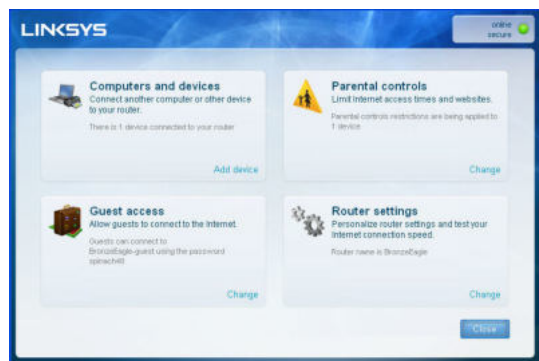 LINKSYS
online
secure
Computers and devices
Connect another computer or other device
to your router.
There is 1 device connected to your router
Add device
Parental controls
Limit Internet access times and websites.
Parental controls restrictions are being applied to
1 device
Change
Guest access
Allow guests to connect to the Internet.
Guests can connect to
BronzeEagle-guest using the password
spinach48
Change
Router settings
Personalize router settings and test your
Internet connection speed.
Router name is BronzeEagle
Change
Close